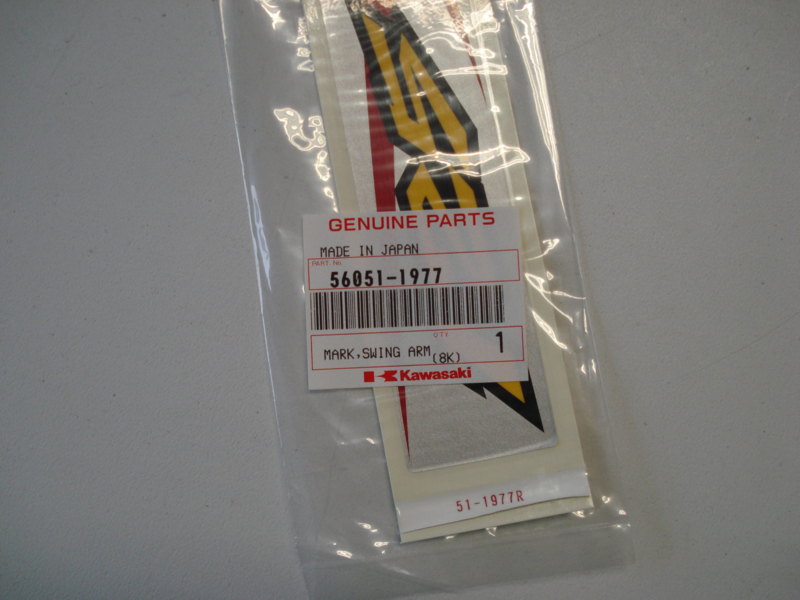 GENUINE PARTS
MADE IN JAPAN
PART No.
56051-1977
QTY
MARK,SWING ARM(8K) 1
Kawasaki
51-1977R